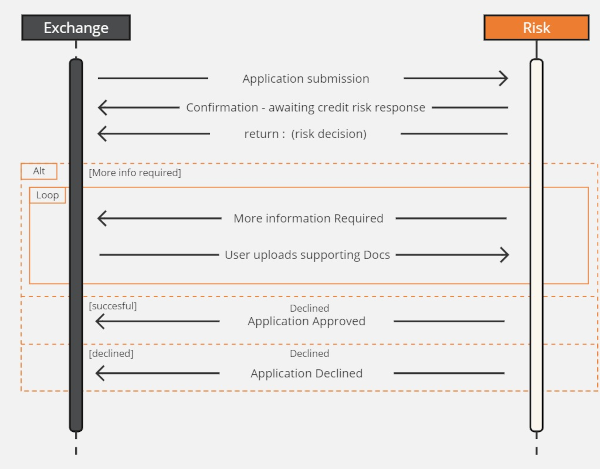 Exchange
Risk
Application submission
Confirmation - awaiting credit risk response
return : (risk decision)
Alt
[More info required]
Loop
More information Required
User uploads supporting Docs
[succesful]
Declined
Application Approved
[declined]
Declined
Application Declined